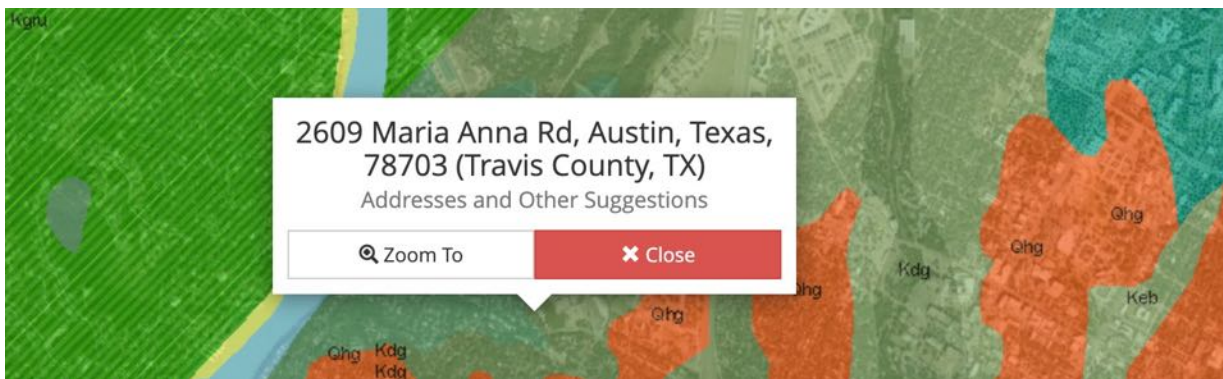 Kgru
2609 Maria Anna Rd, Austin, Texas,
78703 (Travis County, TX)
Addresses and Other Suggestions
Zoom To
✖ Close
Qhg
Qhg
Kdg
Qhg
Keb
Qhg
Qhg Kdg
Kdg